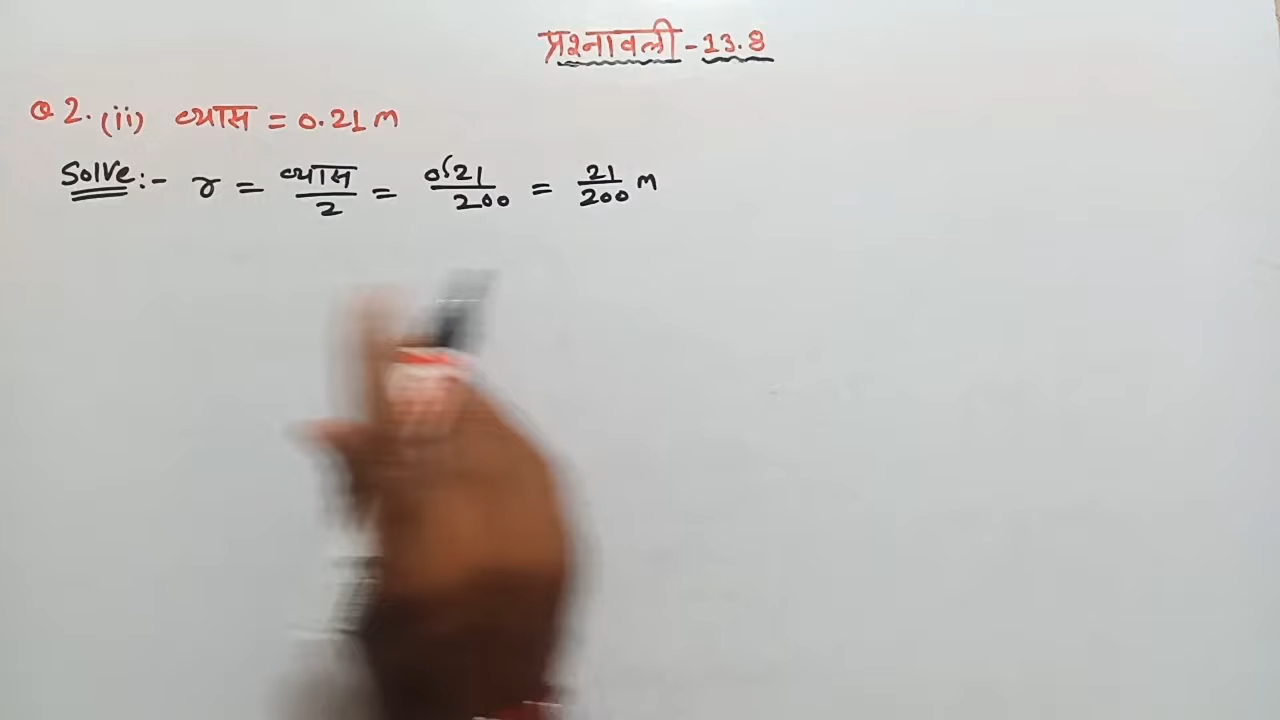 प्रश्नावली - 13.8
Q 2. (ii) व्यास = 0.21 m
Solve :- r = व्यास/2 = 0.21/200 = 21/200 m